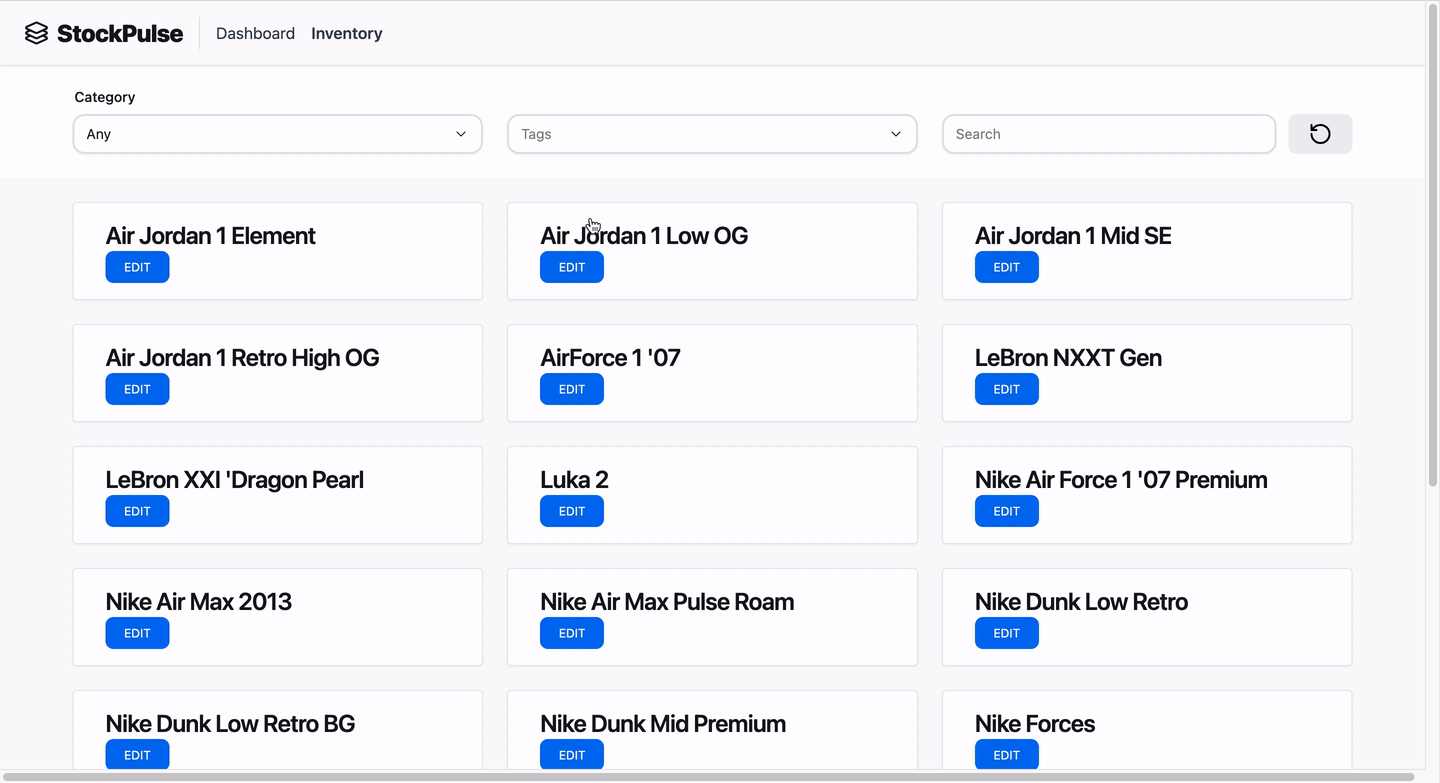 StockPulse Dashboard Inventory
Category
Any Tags Search
Air Jordan 1 Element Air Jordan 1 Low OG Air Jordan 1 Mid SE
EDIT EDIT EDIT
Air Jordan 1 Retro High OG AirForce 1 '07 LeBron NXXT Gen
EDIT EDIT EDIT
LeBron XXI 'Dragon Pearl Luka 2 Nike Air Force 1 '07 Premium
EDIT EDIT EDIT
Nike Air Max 2013 Nike Air Max Pulse Roam Nike Dunk Low Retro
EDIT EDIT EDIT
Nike Dunk Low Retro BG Nike Dunk Mid Premium Nike Forces
EDIT EDIT EDIT